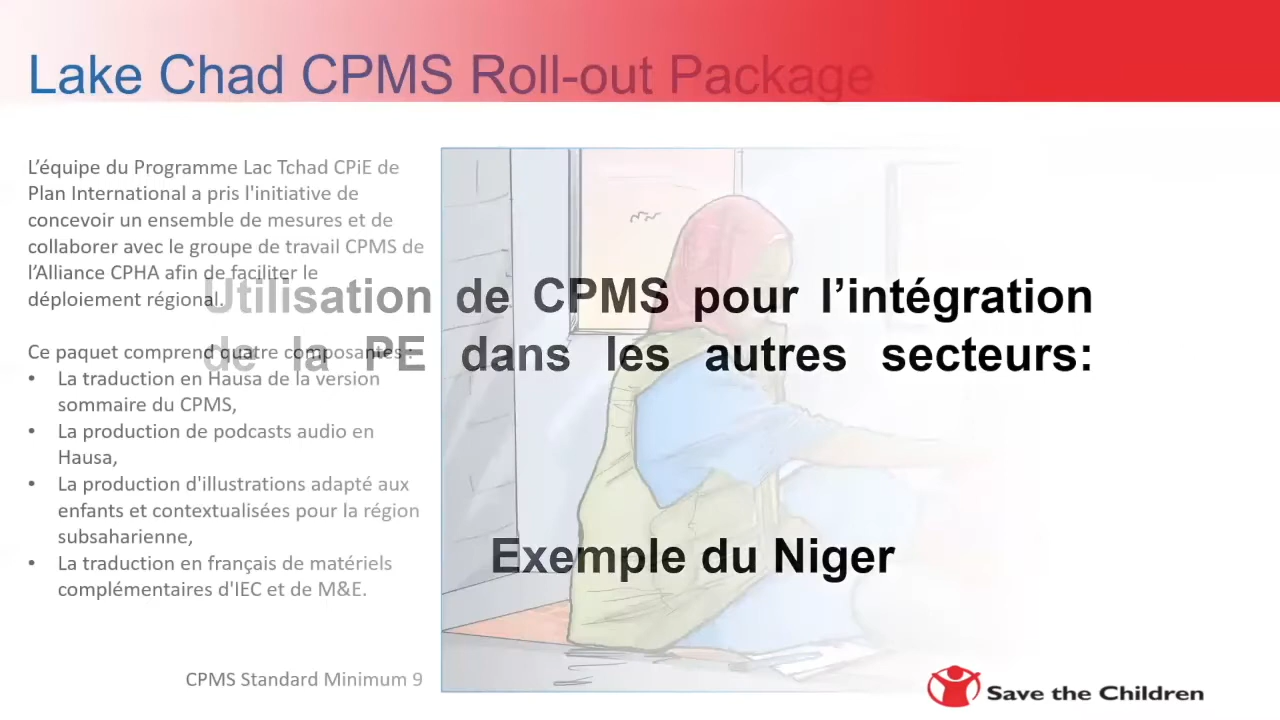 Lake Chad CPMS Roll-out Package
L’équipe du Programme Lac Tchad CPiE de
Plan International a pris l'initiative de
concevoir un ensemble de mesures et de
collaborer avec le groupe de travail CPMS de
l’Alliance CPHA afin de faciliter le
déploiement régional.
Ce paquet comprend quatre composantes :
• La traduction en Hausa de la version
sommaire du CPMS,
• La production de podcasts audio en
Hausa,
• La production d'illustrations adapté aux
enfants et contextualisées pour la région
subsaharienne,
• La traduction en français de matériels
complémentaires d'IEC et de M&E.
CPMS Standard Minimum 9
Utilisation de CPMS pour l’intégration
de la PE dans les autres secteurs:
Exemple du Niger
Save the Children